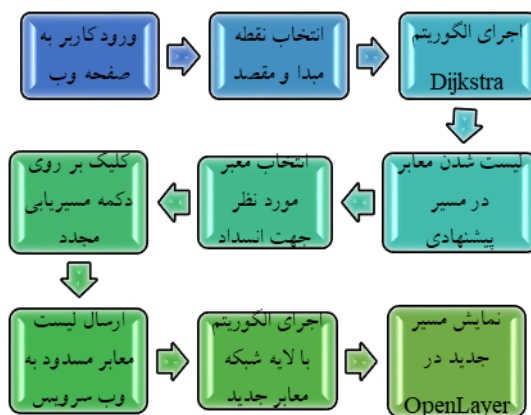 ورود کاربر به
صفحه وب
انتخاب نقطه
مبدا و مقصد
اجرای الگوریتم
Dijkstra
لیست شدن معابر
در مسیر
پیشنهادی
انتخاب معبر
مورد نظر
جهت انسداد
کلیک بر روی
دکمه مسیریابی
مجدد
ارسال لیست
معابر مسدود به
وب سرویس
اجرای الگوریتم
با لایه شبکه
معابر جدید
نمایش مسیر
جدید در
OpenLayer